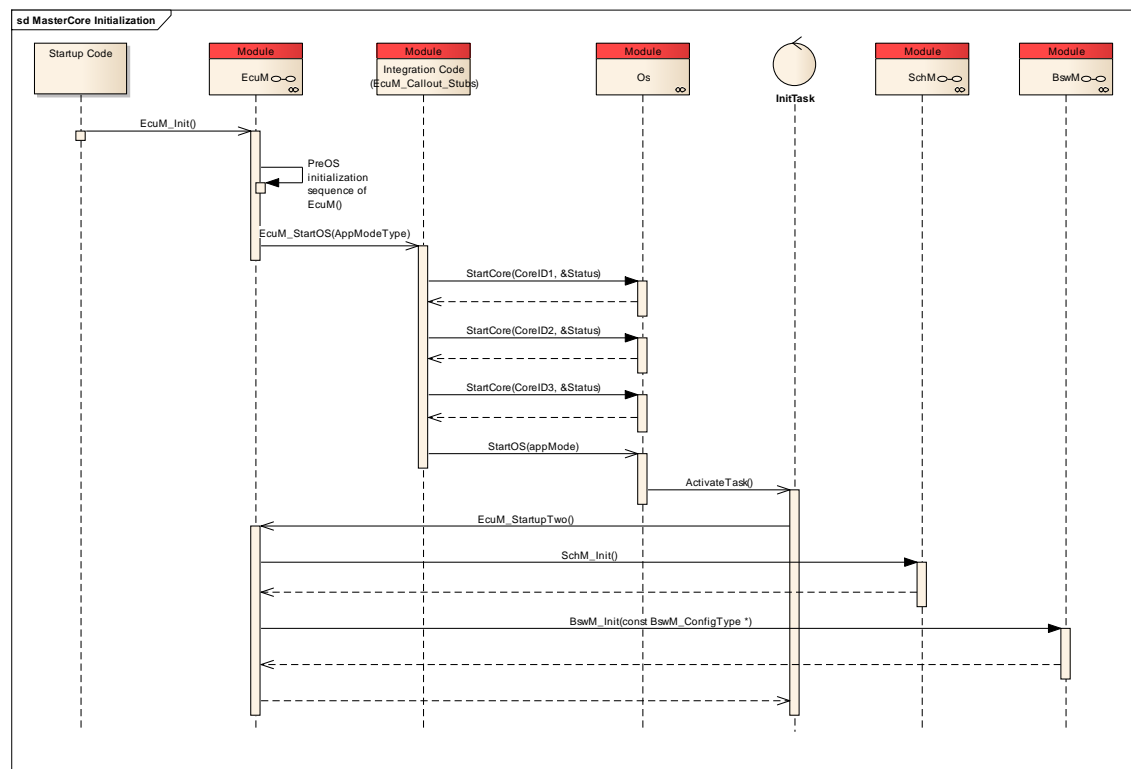 sd MasterCore Initialization
Startup Code
Module
EcuM
Module
Integration Code
(EcuM_Callout_Stubs)
Module
Os
InitTask
Module
SchM
Module
BswM
EcuM_Init()
PreOS
initialization
sequence of
EcuM()
EcuM_StartOS(AppModeType)
StartCore(CoreID1, &Status)
StartCore(CoreID2, &Status)
StartCore(CoreID3, &Status)
StartOS(appMode)
ActivateTask()
EcuM_StartupTwo()
SchM_Init()
BswM_Init(const BswM_ConfigType *)